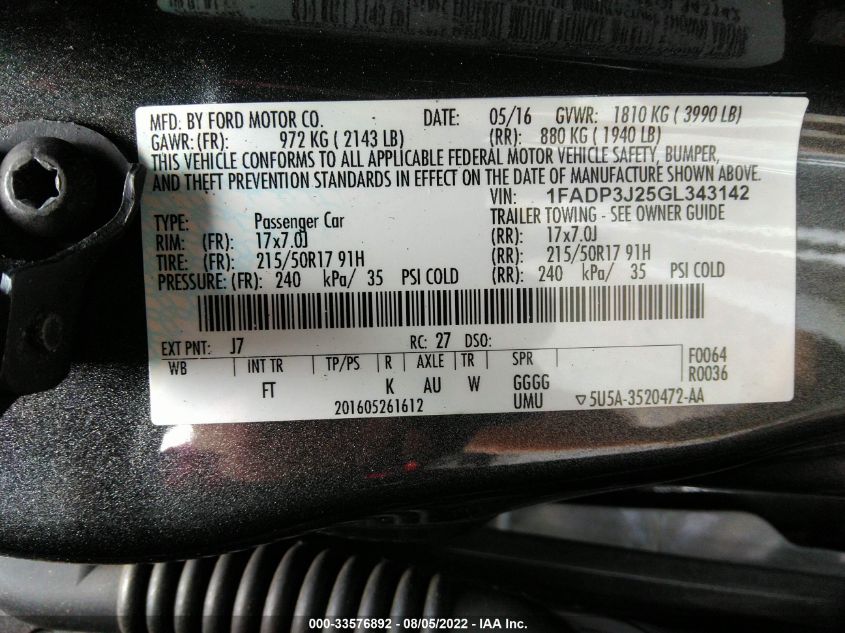 MFD. BY FORD MOTOR CO. DATE: 05/16 GVWR: 1810 KG ( 3990 LB)
GAWR: (FR): 972 KG ( 2143 LB) (RR): 880 KG ( 1940 LB)
THIS VEHICLE CONFORMS TO ALL APPLICABLE FEDERAL MOTOR VEHICLE SAFETY, BUMPER,
AND THEFT PREVENTION STANDARDS IN EFFECT ON THE DATE OF MANUFACTURE SHOWN ABOVE.
VIN: 1FADP3J25GL343142
TYPE: Passenger Car TRAILER TOWING - SEE OWNER GUIDE
RIM: (FR): 17x7.0J (RR): 17x7.0J
TIRE: (FR): 215/50R17 91H (RR): 215/50R17 91H
PRESSURE: (FR): 240 kPa/ 35 PSI COLD (RR): 240 kPa/ 35 PSI COLD
EXT PNT: J7 RC: 27 DSO:
WB INT TR TP/PS R AXLE TR SPR F0064
FT K AU W GGGG R0036
201605261612 UMU ▽5U5A-3520472-AA
000-33576892 — 08/05/2022 - IAA Inc.